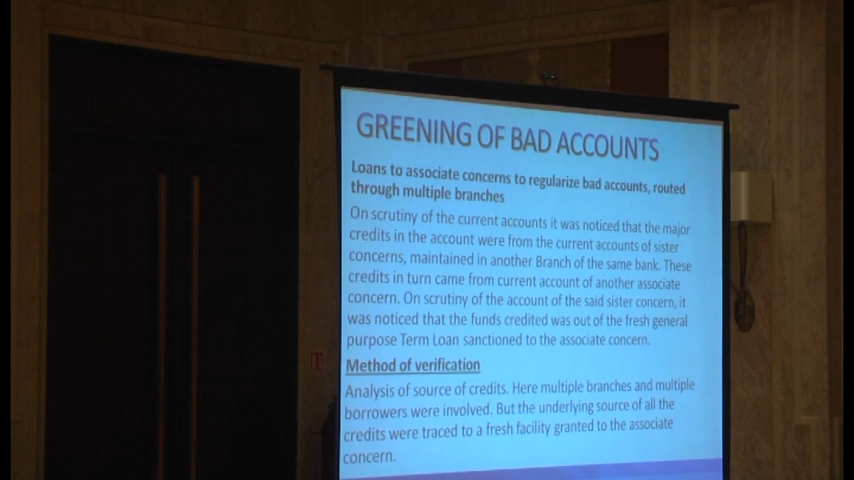 GREENING OF BAD ACCOUNTS
Loans to associate concerns to regularize bad accounts, routed
through multiple branches
On scrutiny of the current accounts it was noticed that the major
credits in the account were from the current accounts of sister
concerns, maintained in another Branch of the same bank. These
credits in turn came from current account of another associate
concern. On scrutiny of the account of the said sister concern, it
was noticed that the funds credited was out of the fresh general
purpose Term Loan sanctioned to the associate concern.
Method of verification
Analysis of source of credits. Here multiple branches and multiple
borrowers were involved. But the underlying source of all the
credits were traced to a fresh facility granted to the associate
concern.